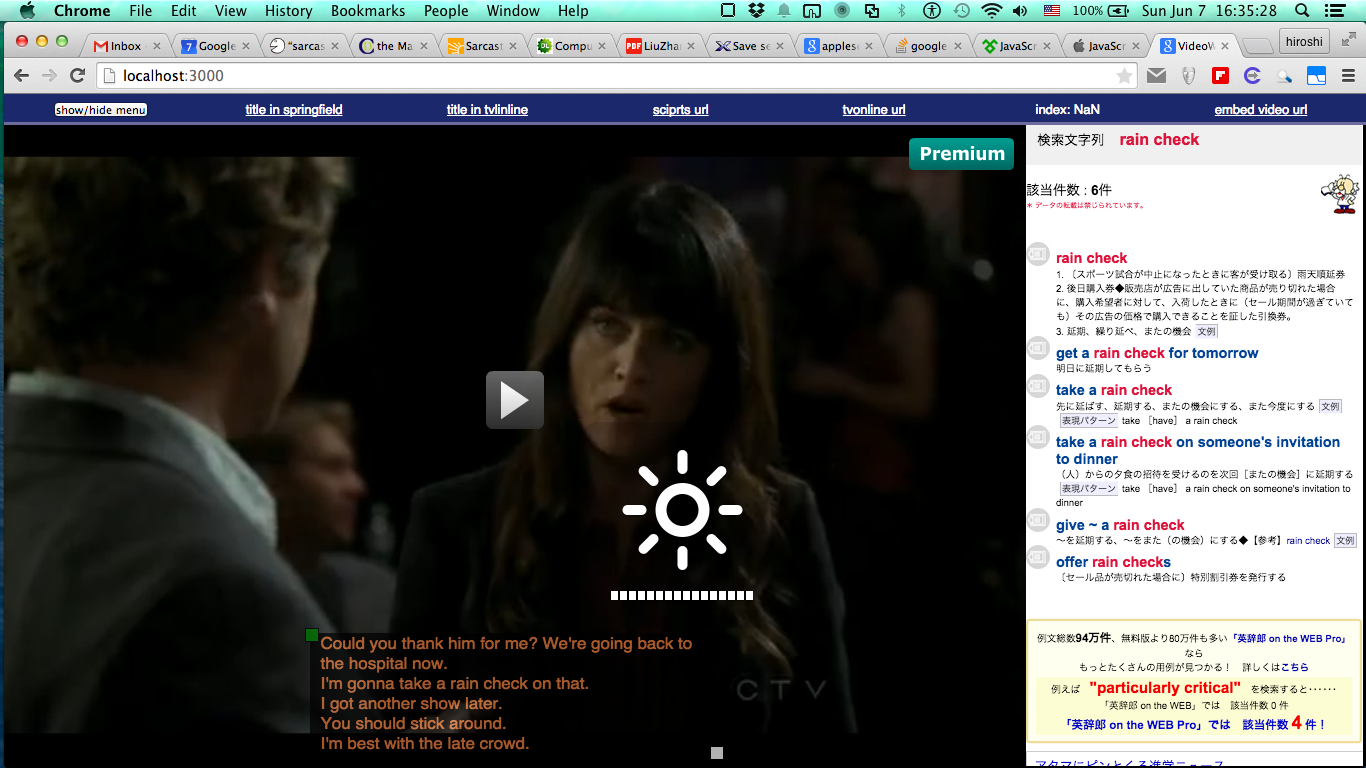 Chrome File Edit View History Bookmarks People Window Help 100% Sun Jun 7 16:35:28
Inbox Google "sarcas the Ma Sarcast Compu LiuZhan Save se applesc google JavaScr JavaScr VideoW hiroshi
localhost:3000
show/hide menu title in springfield title in tvlinline sciprts url tvonline url index: NaN embed video url
Premium
CTV
Could you thank him for me? We're going back to
the hospital now.
I'm gonna take a rain check on that.
I got another show later.
You should stick around.
I'm best with the late crowd.
検索文字列 rain check
該当件数 : 6件
＊ データの転載は禁じられています。
rain check
1. 〔スポーツ試合が中止になったときに客が受け取る〕雨天順延券
2. 後日購入券◆販売店が広告に出していた商品が売り切れた場合
に、購入希望者に対して、入荷したときに（セール期間が過ぎていて
も）その広告の価格で購入できることを証した引換券。
3. 延期、繰り延べ、またの機会 文例
get a rain check for tomorrow
明日に延期してもらう
take a rain check
先に延ばす、延期する、またの機会にする、また今度にする 文例
表現パターン take ［have］ a rain check
take a rain check on someone's invitation
to dinner
（人）からの夕食の招待を受けるのを次回［またの機会］に延期する
表現パターン take ［have］ a rain check on someone's invitation to
dinner
give ~ a rain check
～を延期する、～をまた（の機会）にする◆【参考】rain check 文例
offer rain checks
〔セール品が売切れた場合に〕特別割引券を発行する
例文総数94万件、無料版より80万件も多い「英辞郎 on the WEB Pro」
なら
もっとたくさんの用例が見つかる！ 詳しくはこちら
例えば "particularly critical" を検索すると‥‥‥
「英辞郎 on the WEB」では 該当件数 0 件
「英辞郎 on the WEB Pro」では 該当件数 4 件！
アタマにピンとくる進学ニュース